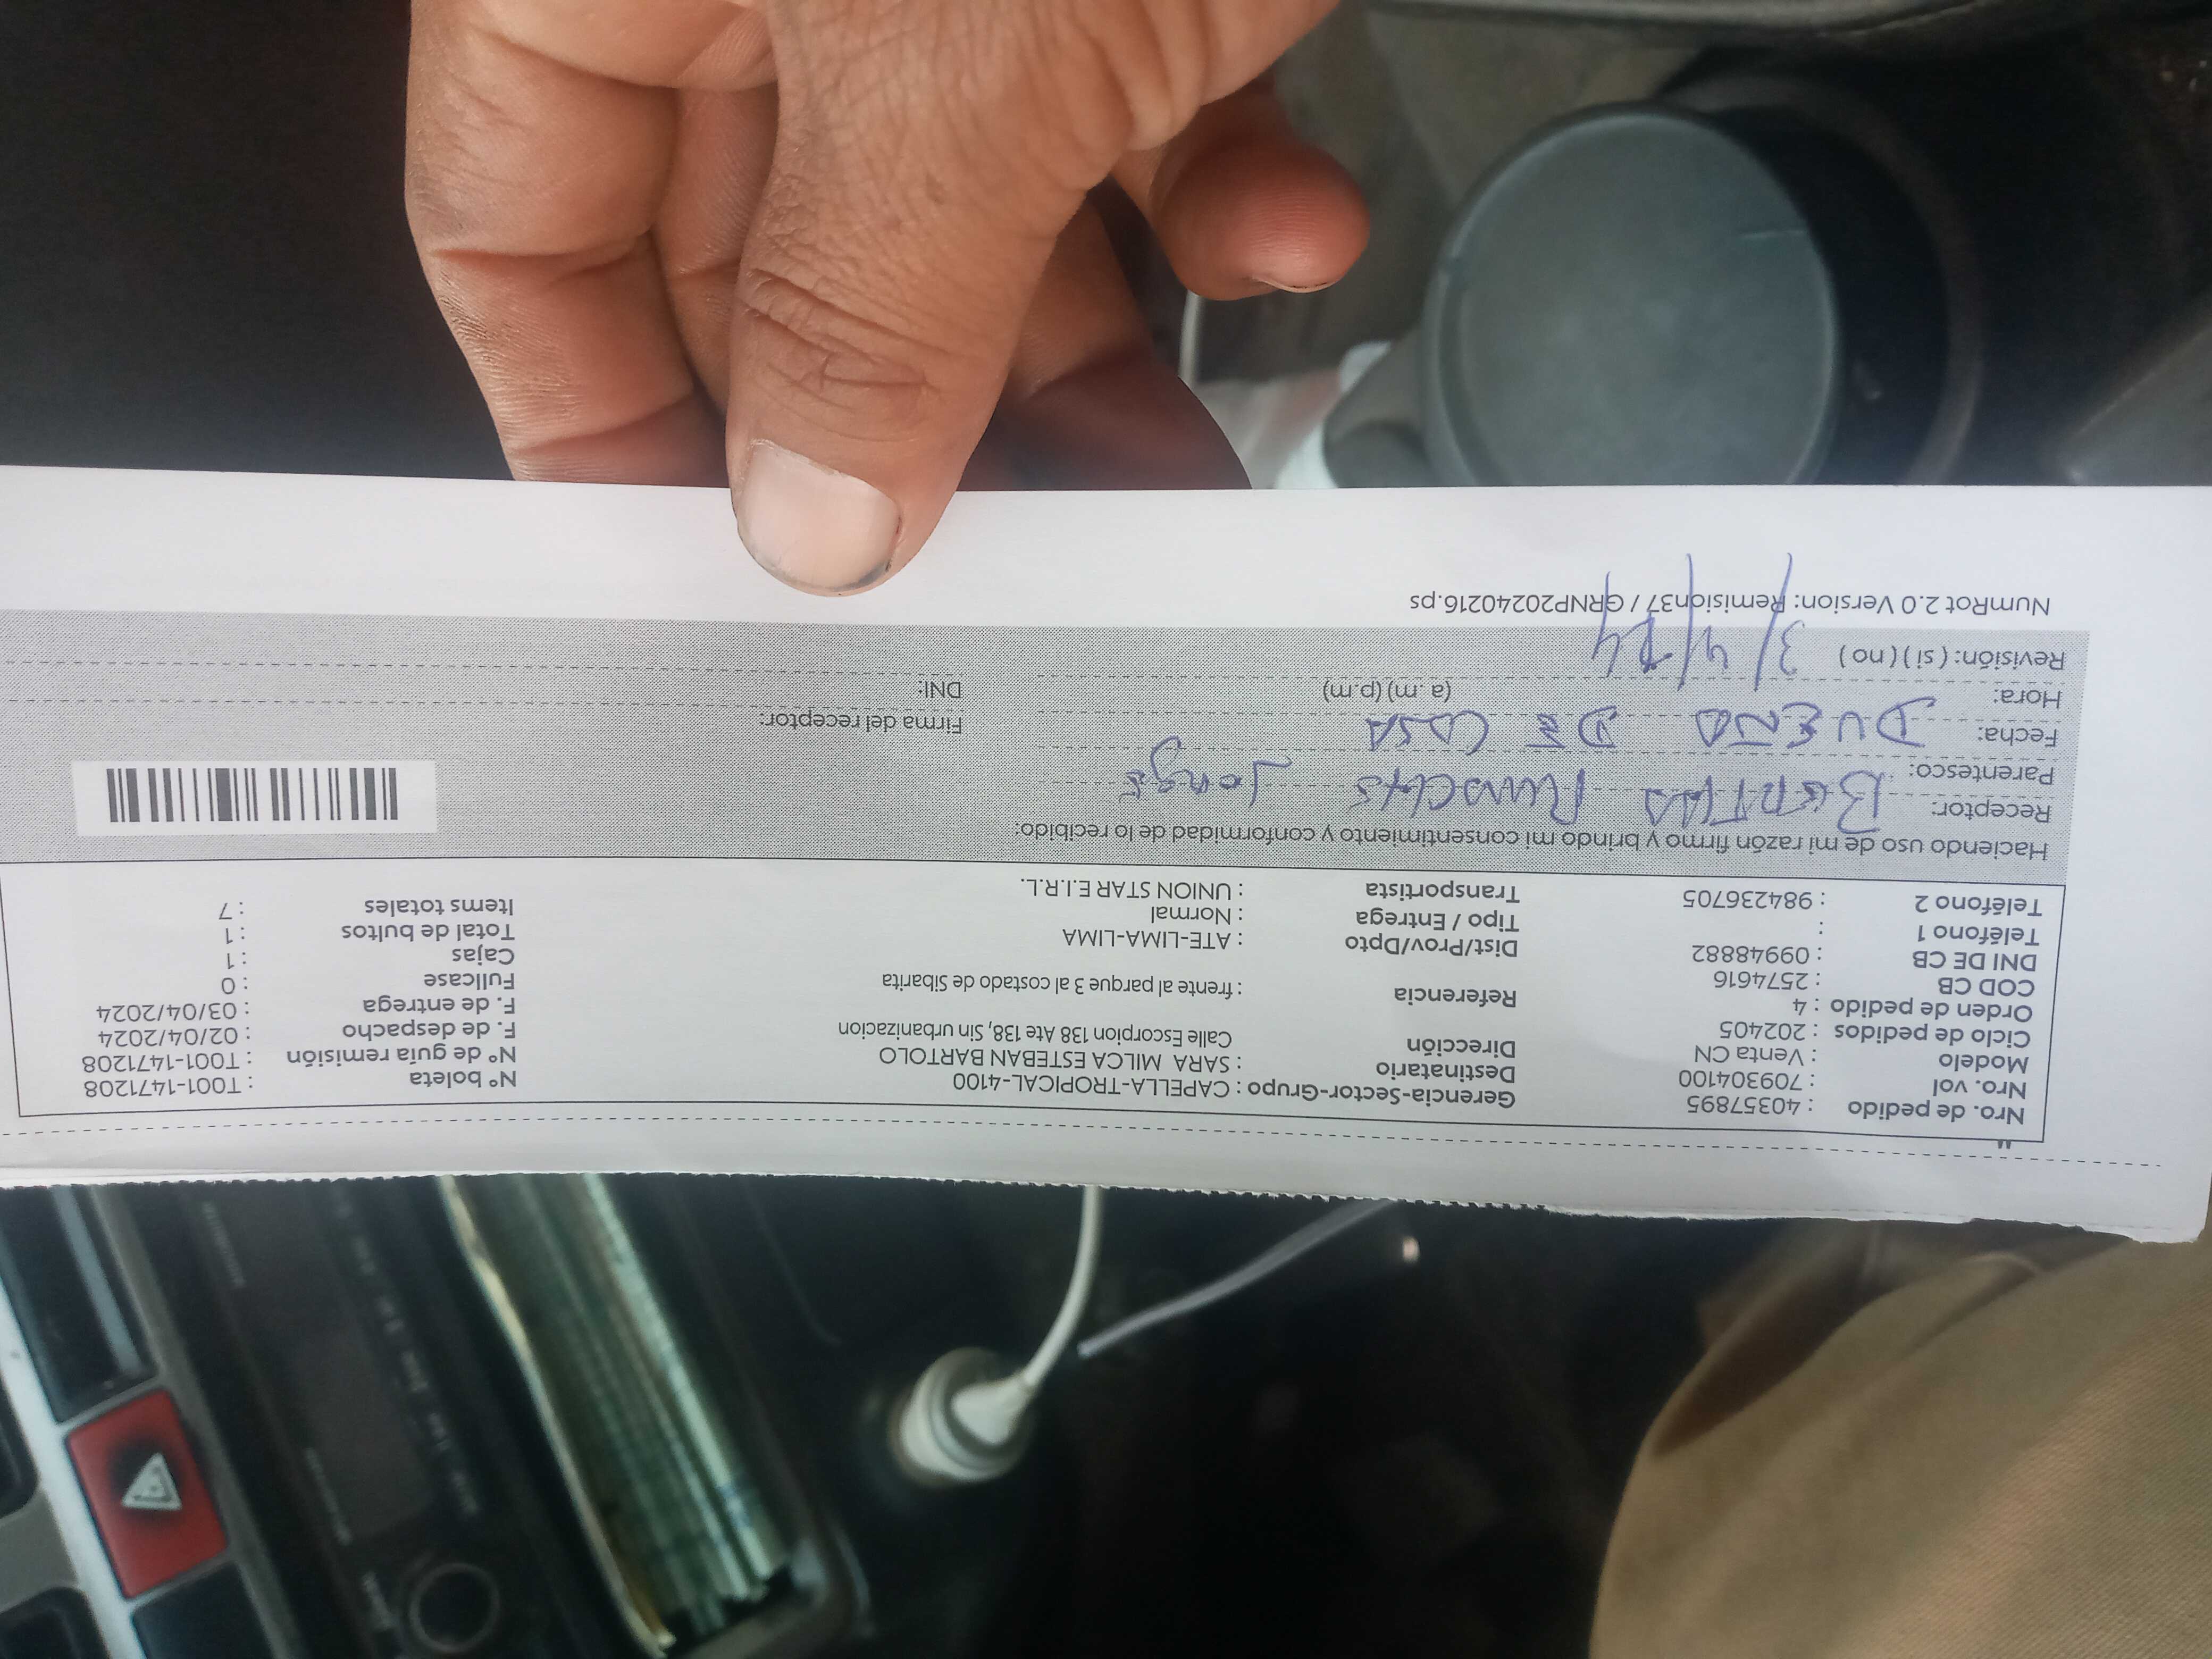 "
Nro. de pedido : 40357895 Gerencia-Sector-Grupo : CAPELLA-TROPICAL-4100 N° boleta : T001-1471208
Nro. vol : 709304100 Destinatario : SARA MILCA ESTEBAN BARTOLO N° de guía remisión : T001-1471208
Modelo : Venta CN Dirección Calle Escorpion 138 Ate 138, Sin urbanizacion F. de despacho : 02/04/2024
Ciclo de pedidos : 202405 F. de entrega : 03/04/2024
Orden de pedido : 4 Referencia : frente al parque 3 al costado de Sibarita Fullcase : 0
COD CB : 2574616 Cajas : 1
DNI DE CB : 09948882 Dist/Prov/Dpto : ATE-LIMA-LIMA Total de bultos : 1
Teléfono 1 : Tipo / Entrega : Normal Items totales : 7
Teléfono 2 : 984236705 Transportista : UNION STAR E.I.R.L.
Haciendo uso de mi razón firmo y brindo mi consentimiento y conformidad de lo recibido:
Receptor: Jorge
Parentesco:
Fecha: DUEÑO DE CASA Firma del receptor:
Hora: (a .m) (p.m) DNI:
Revisión: ( si ) ( no ) 3/4/24
NumRot 2.0 Version: Remision37 / GRNP20240216.ps